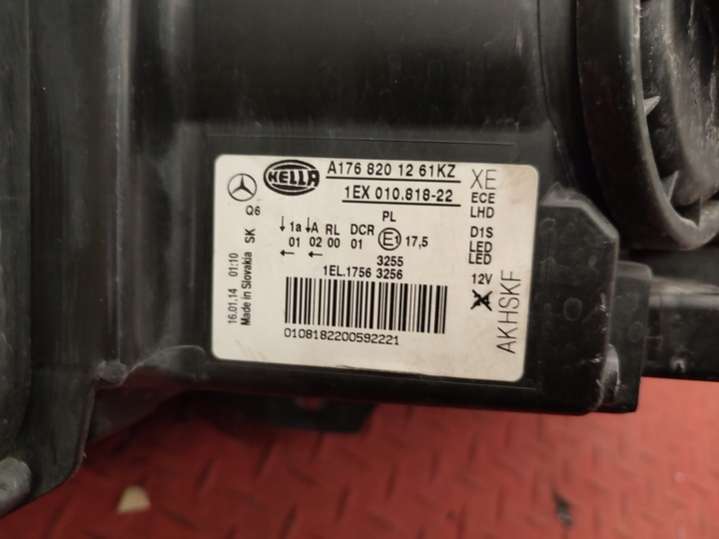 HELLA
A176 820 12 61KZ
1EX 010.818-22
XE
ECE
LHD
D1S
LED
LED
12V
AKHSKF
PL
↓1a ↓A RL DCR
01 02 00 01 E1 17,5
← ←
3255
1EL.1756 3256
0108182200592221
Q6
SK
16.01.14 01:10
Made in Slovakia